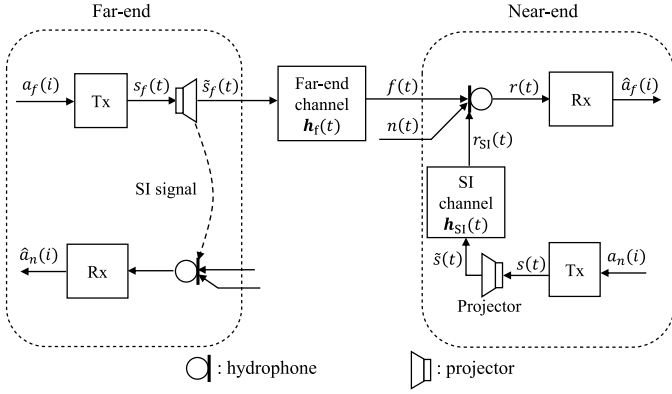 Far-end
Near-end
a_f(i)
Tx
s_f(t)
s̃_f(t)
Far-end
channel
h_f(t)
f(t)
n(t)
r(t)
Rx
â_f(i)
r_SI(t)
SI signal
SI
channel
h_SI(t)
â_n(i)
Rx
s̃(t)
s(t)
Tx
a_n(i)
Projector
: hydrophone
: projector